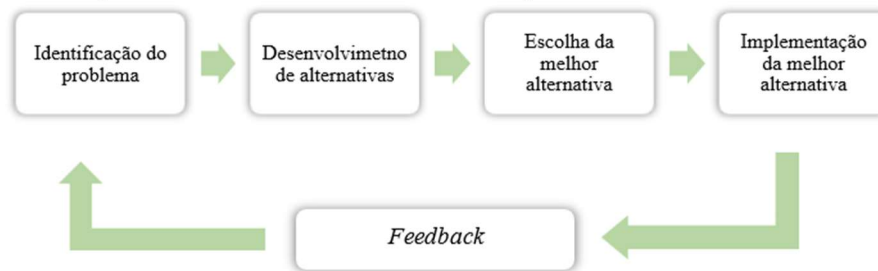 Identificação do
problema
Desenvolvimetno
de alternativas
Escolha da
melhor
alternativa
Implementação
da melhor
alternativa
Feedback